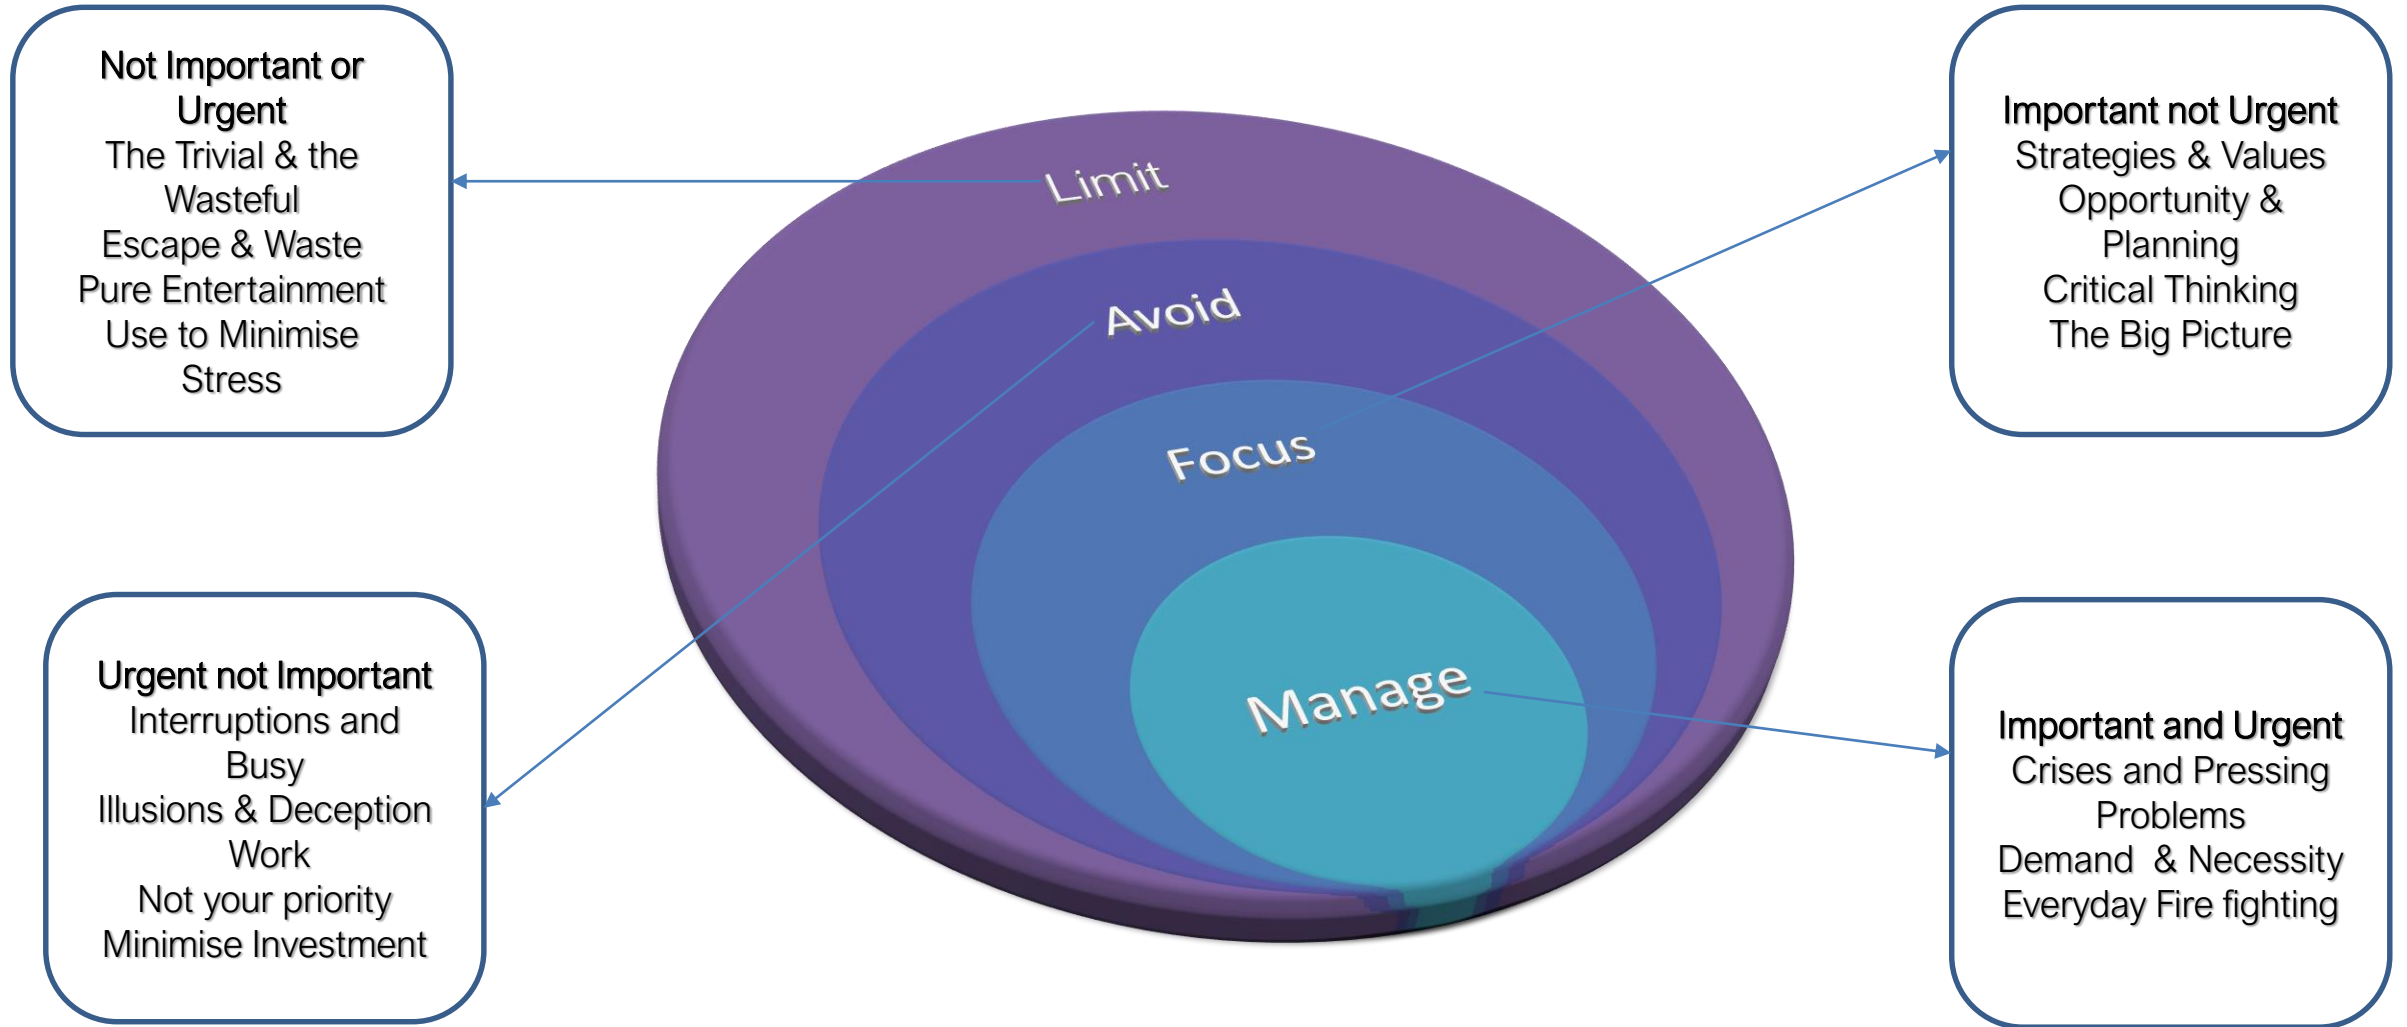 Not Important or
Urgent
The Trivial & the
Wasteful
Escape & Waste
Pure Entertainment
Use to Minimise
Stress
Limit
Avoid
Focus
Manage
Important not Urgent
Strategies & Values
Opportunity &
Planning
Critical Thinking
The Big Picture
Urgent not Important
Interruptions and
Busy
Illusions & Deception
Work
Not your priority
Minimise Investment
Important and Urgent
Crises and Pressing
Problems
Demand  & Necessity
Everyday Fire fighting